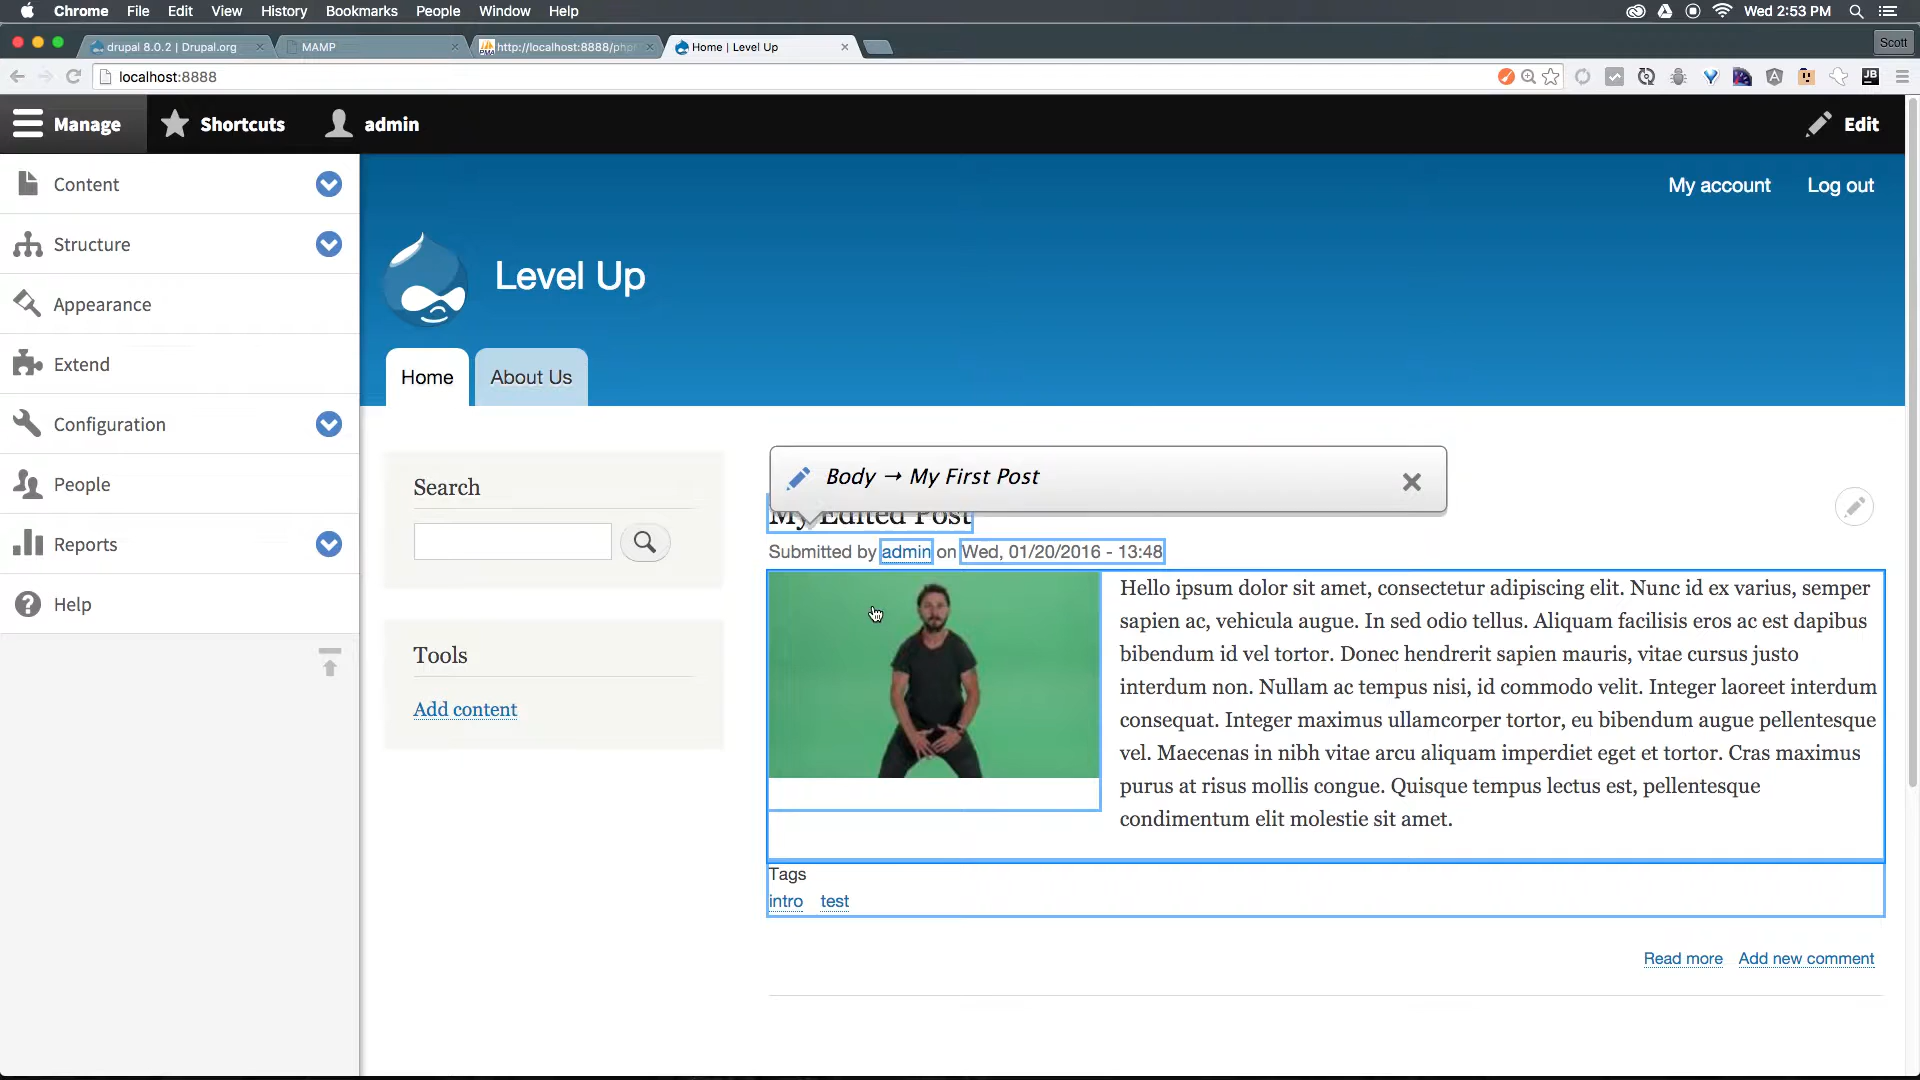 Chrome File Edit View History Bookmarks People Window Help
Wed 2:53 PM
drupal 8.0.2 | Drupal.org
MAMP
http://localhost:8888/php
Home | Level Up
Scott
localhost:8888
JB
Manage
Shortcuts
admin
Edit
Content
Structure
Appearance
Extend
Configuration
People
Reports
Help
My account
Log out
Level Up
Home
About Us
Search
Tools
Add content
Body → My First Post
My Edited Post
Submitted by admin on Wed, 01/20/2016 - 13:48
Hello ipsum dolor sit amet, consectetur adipiscing elit. Nunc id ex varius, semper
sapien ac, vehicula augue. In sed odio tellus. Aliquam facilisis eros ac est dapibus
bibendum id vel tortor. Donec hendrerit sapien mauris, vitae cursus justo
interdum non. Nullam ac tempus nisi, id commodo velit. Integer laoreet interdum
consequat. Integer maximus ullamcorper tortor, eu bibendum augue pellentesque
vel. Maecenas in nibh vitae arcu aliquam imperdiet eget et tortor. Cras maximus
purus at risus mollis congue. Quisque tempus lectus est, pellentesque
condimentum elit molestie sit amet.
Tags
intro test
Read more Add new comment